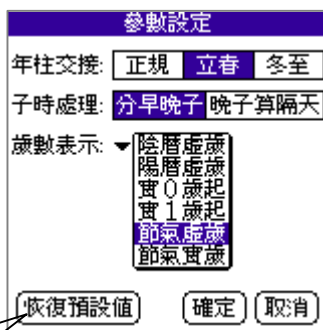 參數設定
年柱交接: 正規 立春 冬至
子時處理: 分早晚子 晚子算隔天
歲數表示: 陰曆虛歲
陽曆虛歲
實0歲起
實1歲起
節氣虛歲
節氣實歲
恢復預設值 確定 取消